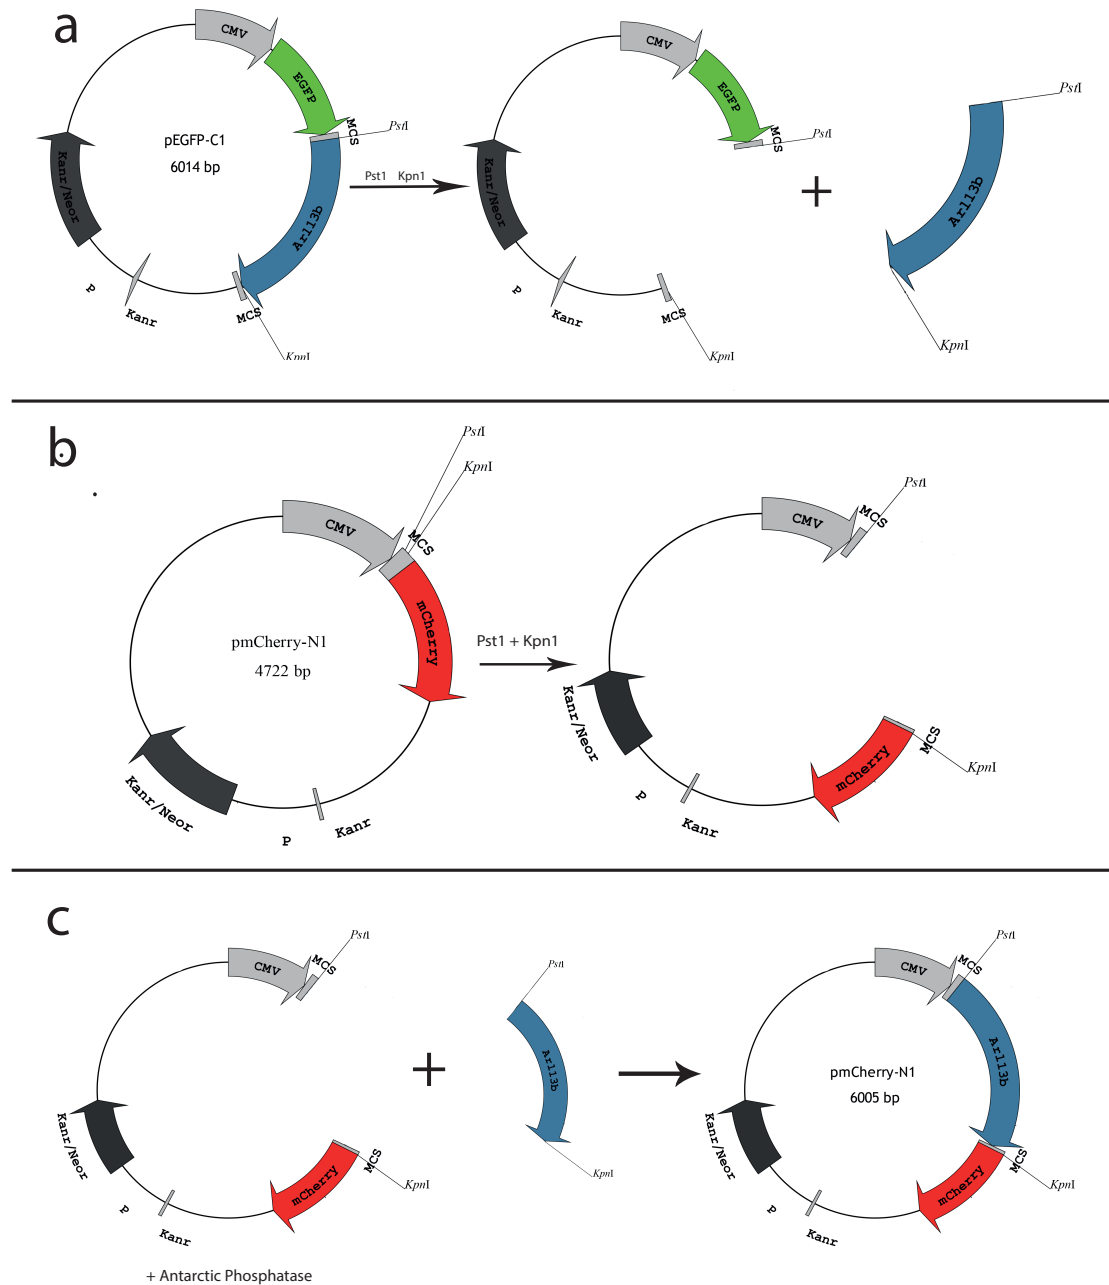 a
CMV
EGFP
MCS
PstI
pEGFP-C1
6014 bp
Kanr/Neor
Arl13b
P
Kanr
MCS
KpnI
Pst1 Kpn1
CMV
EGFP
MCS
PstI
Kanr/Neor
P
Kanr
MCS
KpnI
+
PstI
Arl13b
KpnI
b
PstI
KpnI
CMV
MCS
mCherry
pmCherry-N1
4722 bp
Kanr/Neor
P
Kanr
Pst1 + Kpn1
PstI
CMV
MCS
Kanr/Neor
P
Kanr
mCherry
MCS
KpnI
c
PstI
CMV
MCS
Kanr/Neor
P
Kanr
mCherry
MCS
KpnI
+ Antarctic Phosphatase
+
PstI
Arl13b
KpnI
PstI
CMV
MCS
Arl13b
pmCherry-N1
6005 bp
Kanr/Neor
P
Kanr
mCherry
MCS
KpnI